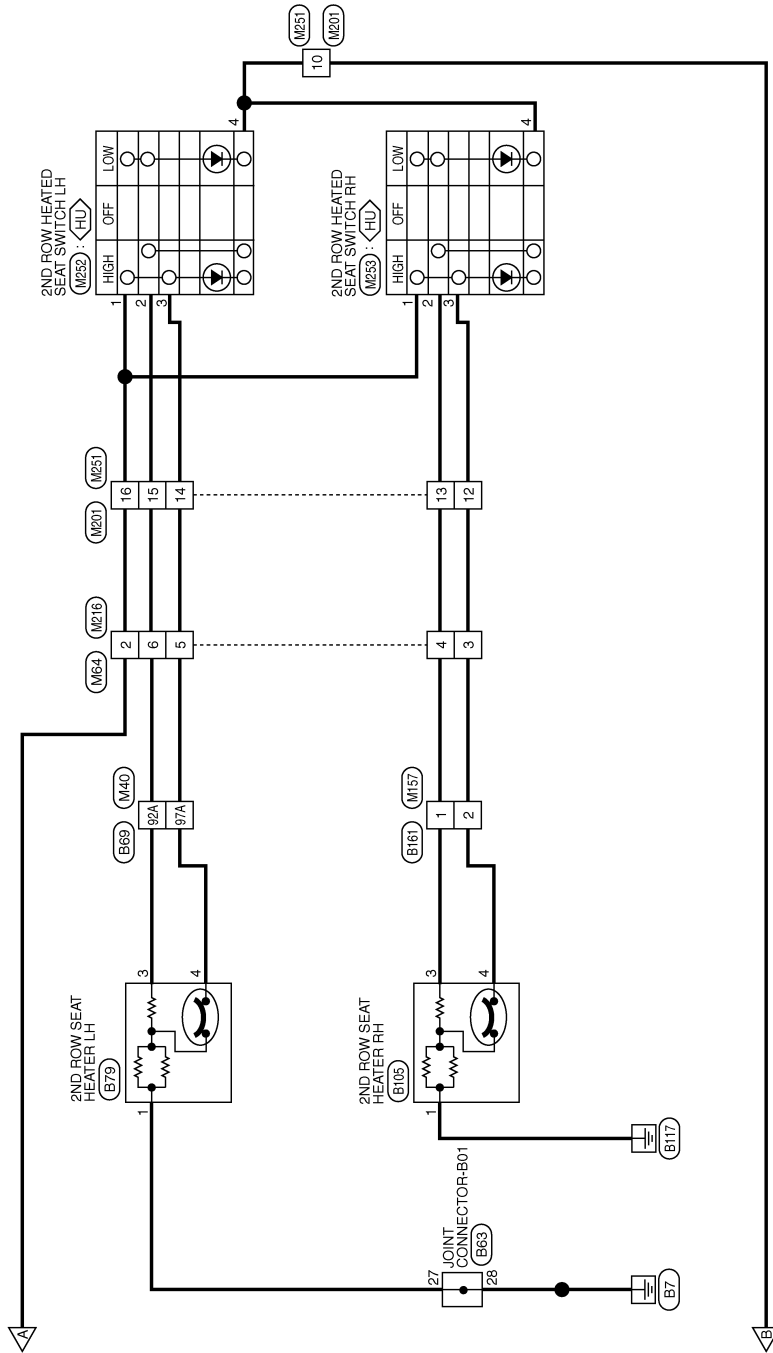 A
2ND ROW SEAT
HEATER LH
B79
1
3
4
B69
M40
92A
97A
M64
M216
2
6
5
M201
M251
16
15
14
2ND ROW HEATED
SEAT SWITCH LH
M252 : HU
HIGH
OFF
LOW
1
2
3
4
M251
M201
10
2ND ROW SEAT
HEATER RH
B105
1
3
4
B161
M157
1
2
4
3
13
12
2ND ROW HEATED
SEAT SWITCH RH
M253 : HU
HIGH
OFF
LOW
1
2
3
4
JOINT
CONNECTOR-B01
B63
27
28
B7
B117
B